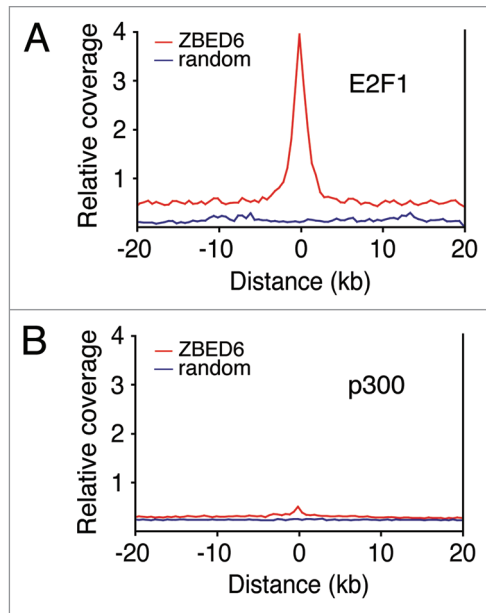 A
4
3
2
1
Relative coverage
ZBED6
random
E2F1
-20 -10 0 10 20
Distance (kb)
B
4
3
2
1
Relative coverage
ZBED6
random
p300
-20 -10 0 10 20
Distance (kb)